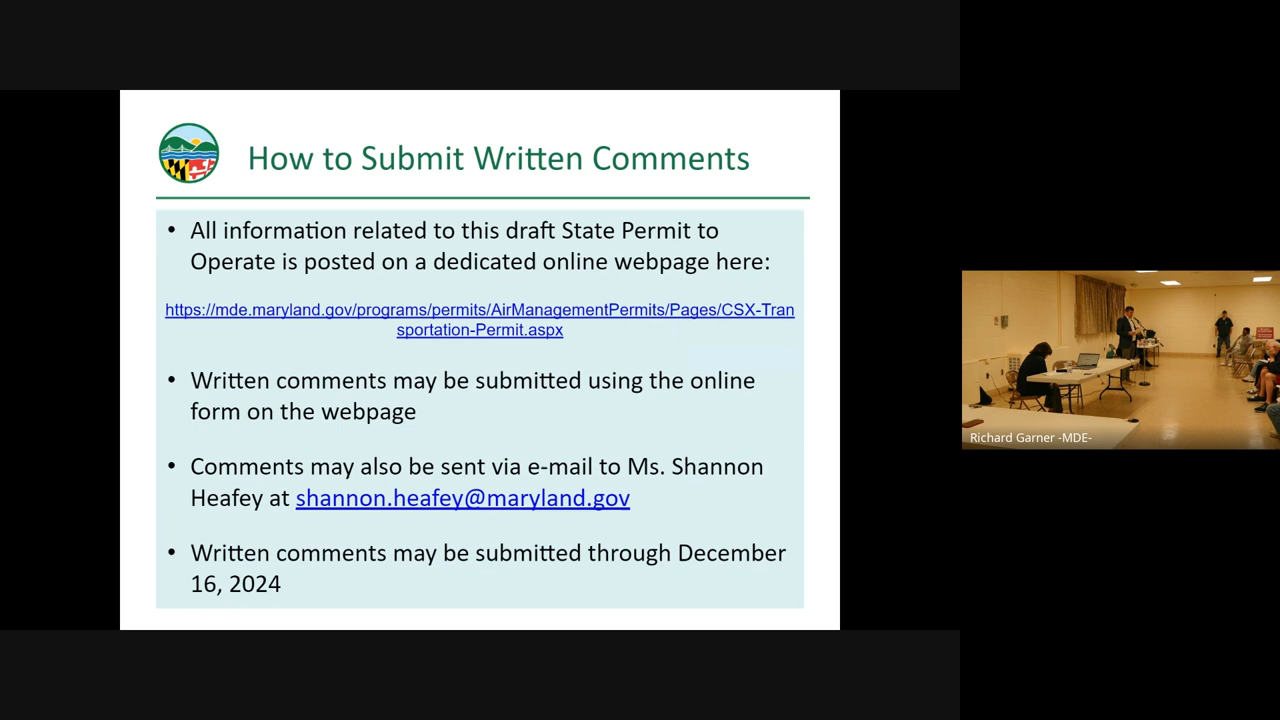 How to Submit Written Comments
• All information related to this draft State Permit to
Operate is posted on a dedicated online webpage here:
https://mde.maryland.gov/programs/permits/AirManagementPermits/Pages/CSX-Tran
sportation-Permit.aspx
• Written comments may be submitted using the online
form on the webpage
• Comments may also be sent via e-mail to Ms. Shannon
Heafey at shannon.heafey@maryland.gov
• Written comments may be submitted through December
16, 2024
Richard Garner -MDE-